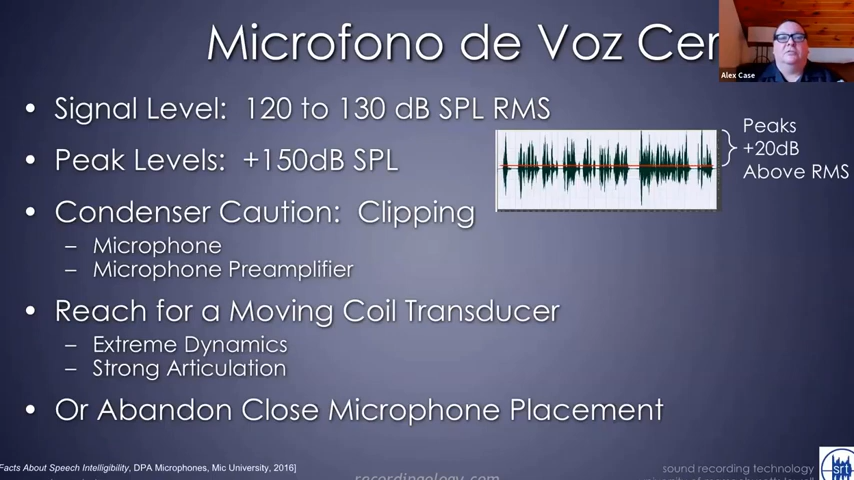 Microfono de Voz Cer
Alex Case
• Signal Level: 120 to 130 dB SPL RMS
• Peak Levels: +150dB SPL
Peaks
+20dB
Above RMS
• Condenser Caution: Clipping
– Microphone
– Microphone Preamplifier
• Reach for a Moving Coil Transducer
– Extreme Dynamics
– Strong Articulation
• Or Abandon Close Microphone Placement
Facts About Speech Intelligibility, DPA Microphones, Mic University, 2016]
recordingology.com
sound recording technology
srt